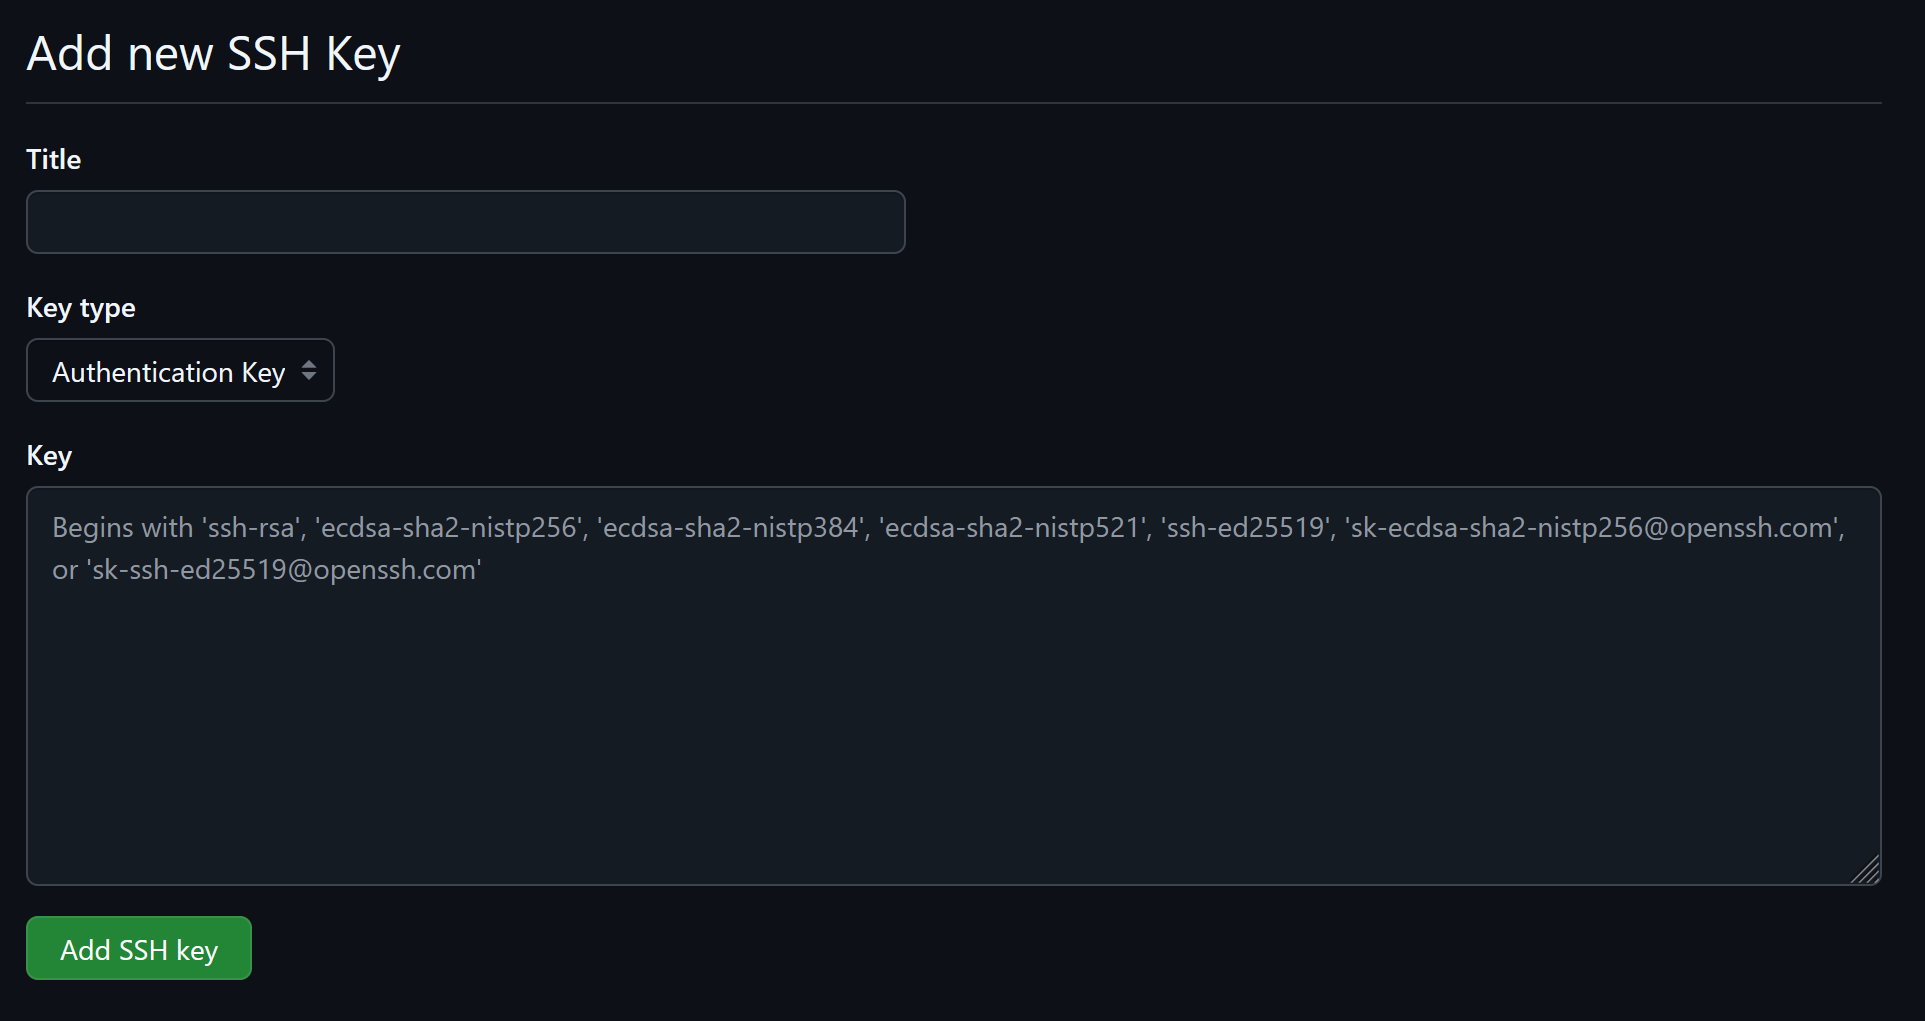 Add new SSH Key
Title
Key type
Authentication Key
Key
Begins with 'ssh-rsa', 'ecdsa-sha2-nistp256', 'ecdsa-sha2-nistp384', 'ecdsa-sha2-nistp521', 'ssh-ed25519', 'sk-ecdsa-sha2-nistp256@openssh.com',
or 'sk-ssh-ed25519@openssh.com'
Add SSH key